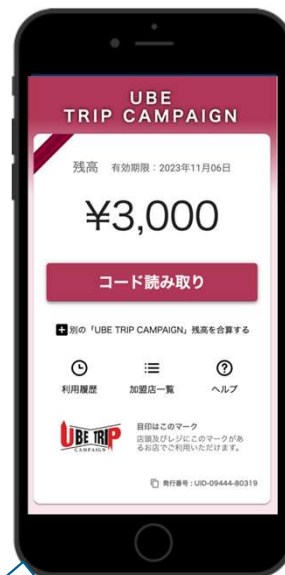 UBE
TRIP CAMPAIGN
残高 有効期限：2023年11月06日
¥3,000
コード読み取り
別の「UBE TRIP CAMPAIGN」残高を合算する
利用履歴 加盟店一覧 ヘルプ
UBE TRIP
CAMPAIGN
目印はこのマーク
店頭及びレジにこのマークがあ
るお店でご利用いただけます。
発行番号：UID-09444-80319